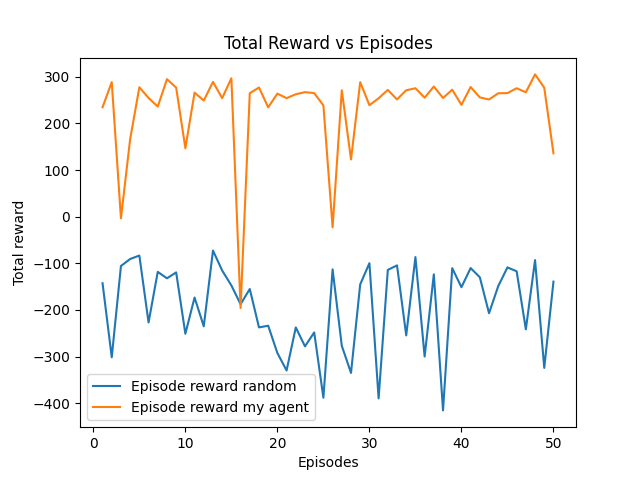 Total Reward vs Episodes
Total reward
300
200
100
0
−100
−200
−300
−400
Episode reward random
Episode reward my agent
0 10 20 30 40 50
Episodes